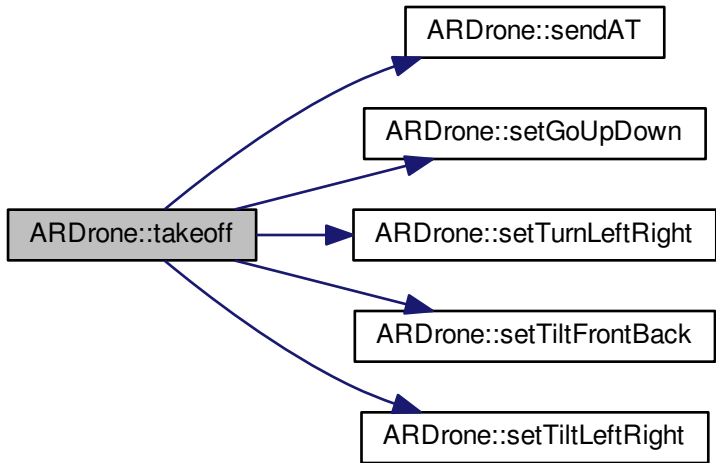 ARDrone::sendAT
ARDrone::setGoUpDown
ARDrone::takeoff
ARDrone::setTurnLeftRight
ARDrone::setTiltFrontBack
ARDrone::setTiltLeftRight